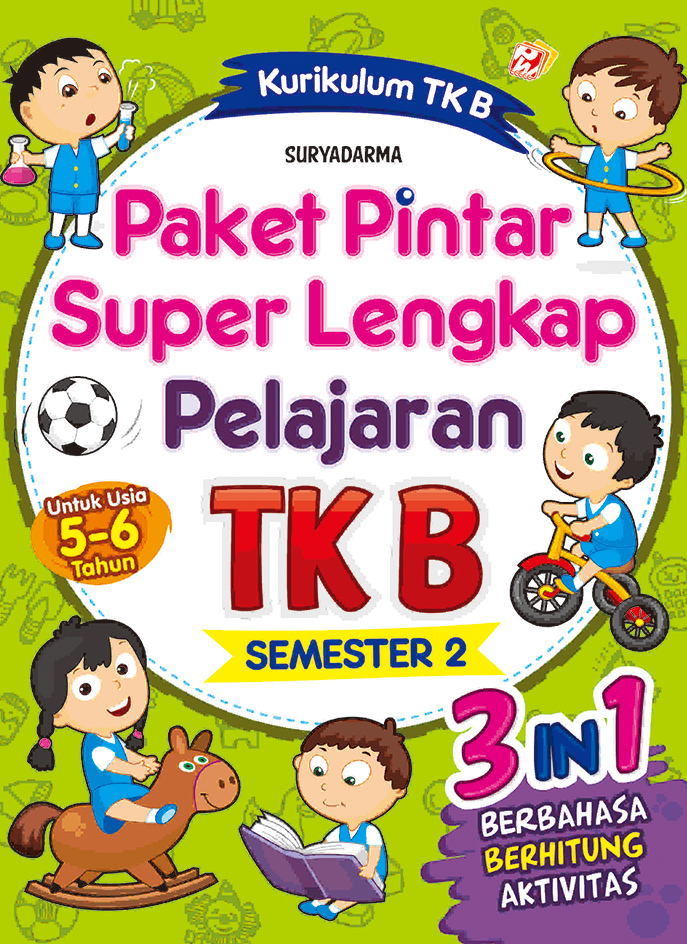 Kurikulum TK B
SURYADARMA
Paket Pintar
Super Lengkap
Pelajaran
TK B
SEMESTER 2
Untuk Usia
5-6
Tahun
3 IN 1
BERBAHASA
BERHITUNG
AKTIVITAS